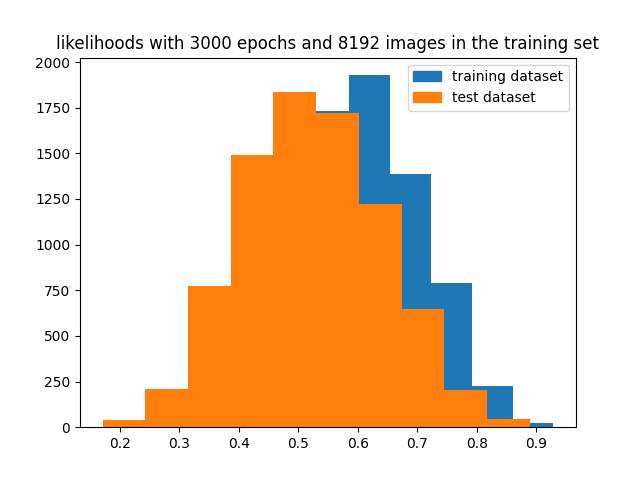 likelihoods with 3000 epochs and 8192 images in the training set
training dataset
test dataset
2000
1750
1500
1250
1000
750
500
250
0
0.2 0.3 0.4 0.5 0.6 0.7 0.8 0.9